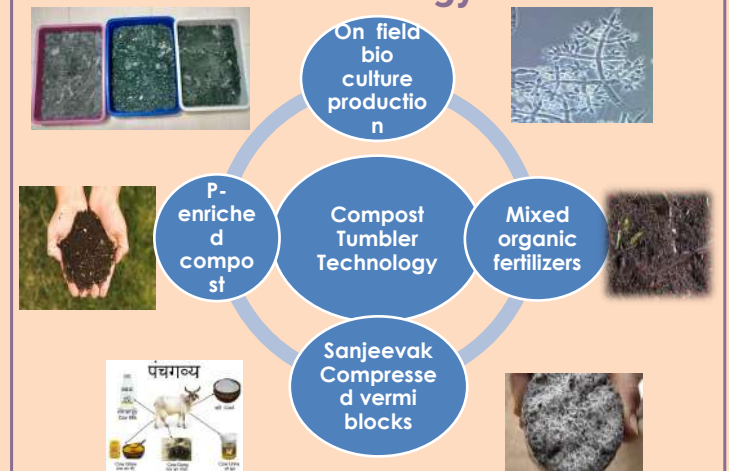 gy
On field
bio
culture
productio
n
P-
enriche
d
compo
st
Compost
Tumbler
Technology
Mixed
organic
fertilizers
Sanjeevak
Compresse
d vermi
blocks
पंचगव्य